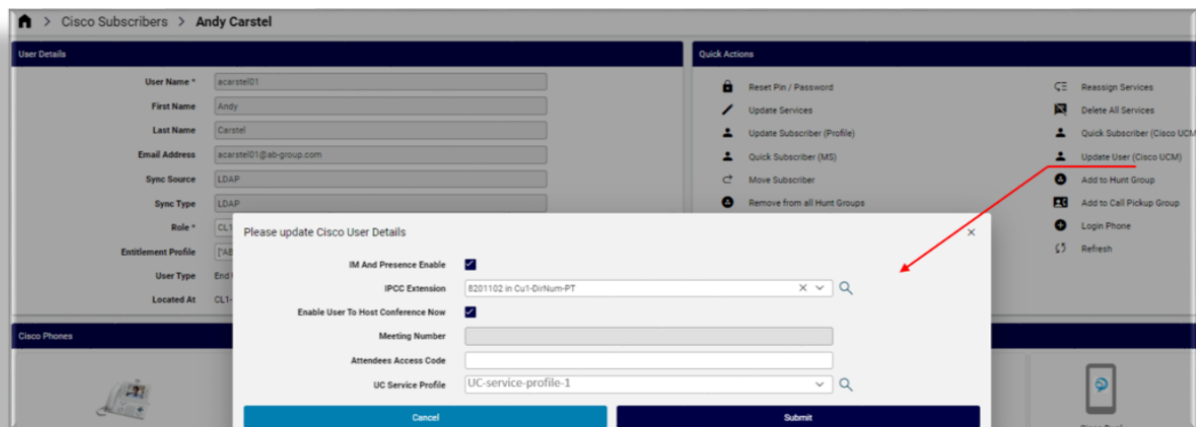 > Cisco Subscribers > Andy Carstel
User Details
User Name *
acarstel01
First Name
Andy
Last Name
Carstel
Email Address
acarstel01@ab-group.com
Sync Source
LDAP
Sync Type
LDAP
Role *
CL1
Entitlement Profile
["AB
User Type
End
Located At
CL1-
Quick Actions
Reset Pin / Password
Reassign Services
Update Services
Delete All Services
Update Subscriber (Profile)
Quick Subscriber (Cisco UCM
Quick Subscriber (MS)
Update User (Cisco UCM)
Move Subscriber
Add to Hunt Group
Remove from all Hunt Groups
Add to Call Pickup Group
Login Phone
Refresh
Please update Cisco User Details
IM And Presence Enable
IPCC Extension
8201102 in Cu1-DirNum-PT
Enable User To Host Conference Now
Meeting Number
Attendees Access Code
UC Service Profile
UC-service-profile-1
Cancel
Submit
Cisco Phones